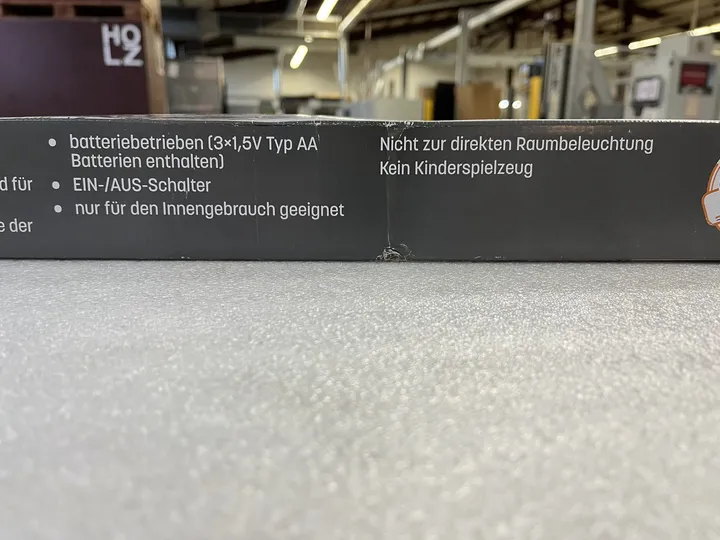 HO
LZ
d für
e der
• batteriebetrieben (3×1,5V Typ AA
Batterien enthalten)
• EIN-/AUS-Schalter
• nur für den Innengebrauch geeignet
Nicht zur direkten Raumbeleuchtung
Kein Kinderspielzeug